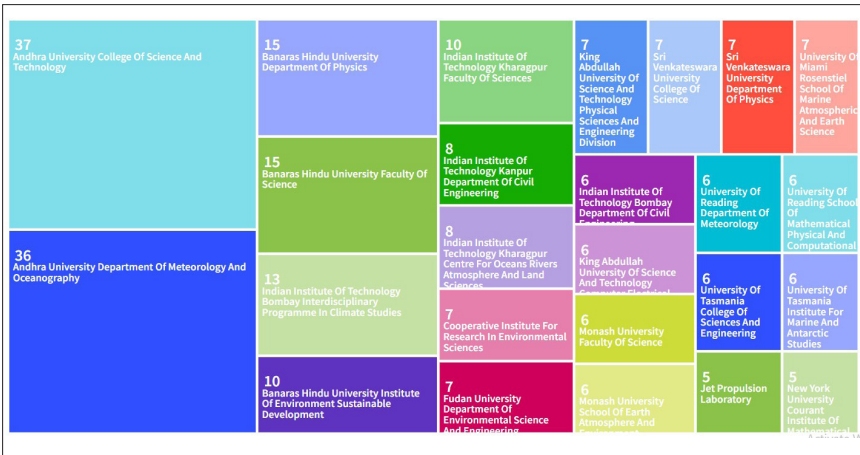 37
Andhra University College Of Science And
Technology
36
Andhra University Department Of Meteorology And
Oceanography
15
Banaras Hindu University
Department Of Physics
15
Banaras Hindu University Faculty Of
Science
13
Indian Institute Of Technology
Bombay Interdisciplinary
Programme In Climate Studies
10
Banaras Hindu University Institute
Of Environment Sustainable
Development
10
Indian Institute Of
Technology Kharagpur
Faculty Of Sciences
8
Indian Institute Of
Technology Kanpur
Department Of Civil
Engineering
8
Indian Institute Of
Technology Kharagpur
Centre For Oceans Rivers
Atmosphere And Land
Sciences
7
Cooperative Institute For
Research In Environmental
Sciences
7
Fudan University
Department Of
Environmental Science
And Engineering
7
King
Abdullah
University Of
Science And
Technology
Physical
Sciences And
Engineering
Division
7
Sri
Venkateswara
University
College Of
Science
7
Sri
Venkateswara
University
Department
Of Physics
7
University Of
Miami
Rosenstiel
School Of
Marine
Atmospheric
And Earth
Science
6
Indian Institute Of
Technology Bombay
Department Of Civil
Engineering
6
King Abdullah
University Of Science
And Technology
Computer Electrical
6
Monash University
Faculty Of Science
6
Monash University
School Of Earth
Atmosphere And
Environment
6
University Of
Reading
Department Of
Meteorology
6
University Of
Reading School
Of
Mathematical
Physical And
Computational
6
University Of
Tasmania
College Of
Sciences And
Engineering
6
University Of
Tasmania
Institute For
Marine And
Antarctic
Studies
5
Jet Propulsion
Laboratory
5
New York
University
Courant
Institute Of
Mathematical